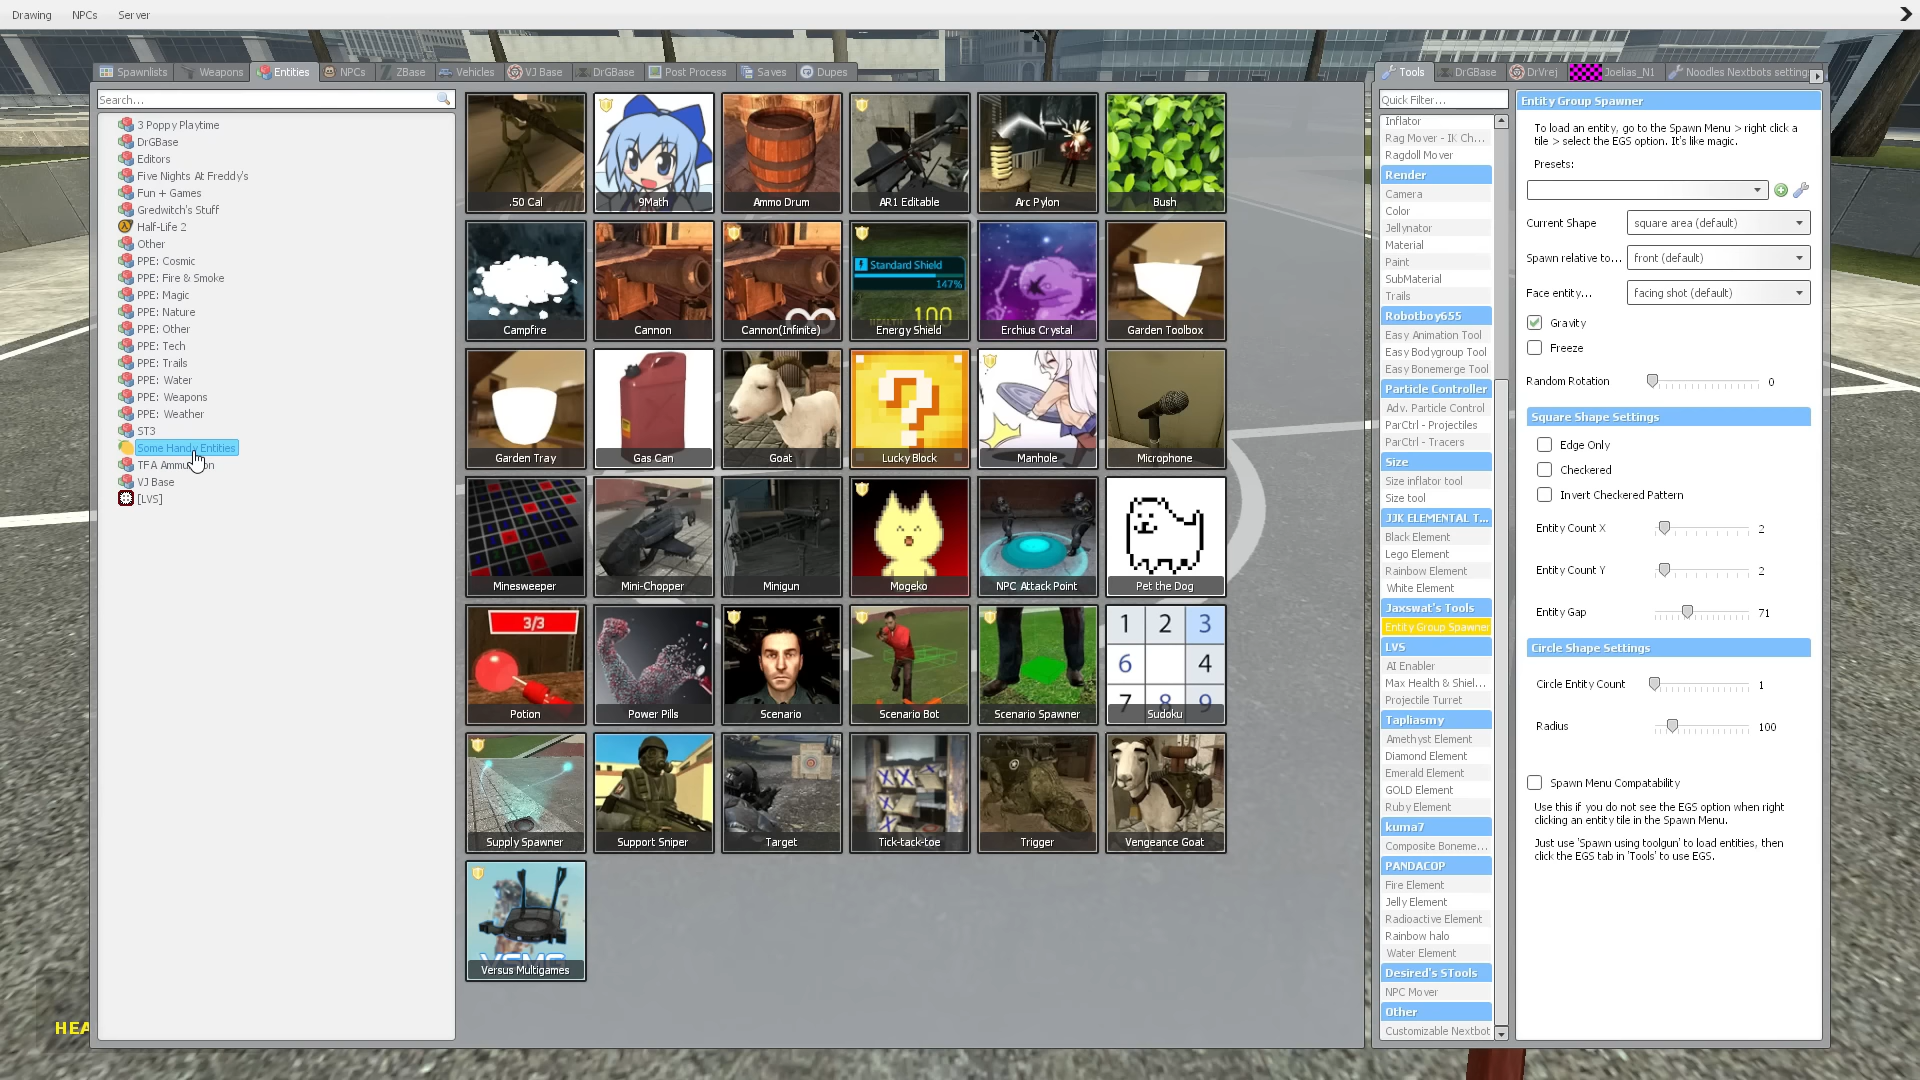 Drawing NPCs Server
Spawnlists Weapons Entities NPCs ZBase Vehicles VJ Base DrGBase Post Process Saves Dupes
Search...
3 Poppy Playtime
DrGBase
Editors
Five Nights At Freddy's
Fun + Games
Gredwitch's Stuff
Half-Life 2
Other
PPE: Cosmic
PPE: Fire & Smoke
PPE: Magic
PPE: Nature
PPE: Other
PPE: Tech
PPE: Trails
PPE: Water
PPE: Weapons
PPE: Weather
ST3
Some Handy Entities
VJ Base
[LVS]
HEA
.50 Cal 9Math Ammo Drum AR1 Editable Arc Pylon Bush
Standard Shield
147%
100
Campfire Cannon Cannon(Infinite) Energy Shield Erchius Crystal Garden Toolbox
?
Garden Tray Gas Can Goat Lucky Block Manhole Microphone
Minesweeper Mini-Chopper Minigun Mogeko NPC Attack Point Pet the Dog
3/3
1 2 3
6 4
7 8 9
Potion Power Pills Scenario Scenario Bot Scenario Spawner Sudoku
Supply Spawner Support Sniper Target Tick-tack-toe Trigger Vengeance Goat
Versus Multigames
Tools DrGBase DrVrej Joelias_N1 Noodles Nextbots setting
Quick Filter...
Inflator
Rag Mover - IK Ch...
Ragdoll Mover
Render
Camera
Color
Jellynator
Material
Paint
SubMaterial
Trails
Robotboy655
Easy Animation Tool
Easy Bodygroup Tool
Easy Bonemerge Tool
Particle Controller
Adv. Particle Control
ParCtrl - Projectiles
ParCtrl - Tracers
Size
Size inflator tool
Size tool
JJK ELEMENTAL T...
Black Element
Lego Element
Rainbow Element
White Element
Jaxswat's Tools
Entity Group Spawner
LVS
AI Enabler
Max Health & Shiel...
Projectile Turret
Tapliasmy
Amethyst Element
Diamond Element
Emerald Element
GOLD Element
Ruby Element
kuma7
Composite Boneme...
PANDACOP
Fire Element
Jelly Element
Radioactive Element
Rainbow halo
Water Element
Desired's STools
NPC Mover
Other
Customizable Nextbot
Entity Group Spawner
To load an entity, go to the Spawn Menu > right click a
tile > select the EGS option. It's like magic.
Presets:
Current Shape square area (default)
Spawn relative to... front (default)
Face entity... facing shot (default)
Gravity
Freeze
Random Rotation 0
Square Shape Settings
Edge Only
Checkered
Invert Checkered Pattern
Entity Count X 2
Entity Count Y 2
Entity Gap 71
Circle Shape Settings
Circle Entity Count 1
Radius 100
Spawn Menu Compatability
Use this if you do not see the EGS option when right
clicking an entity tile in the Spawn Menu.
Just use 'Spawn using toolgun' to load entities, then
click the EGS tab in 'Tools' to use EGS.